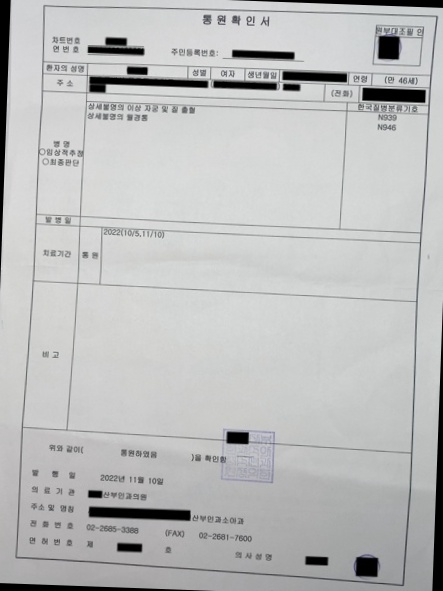 통원확인서
원부대조필 인
차트번호
연 번 호
주민등록번호:
환자의 성명 성별 여자 생년월일 연령 (만 46세)
주 소 (전화)
한국질병분류기호
상세불명의 이상 자궁 및 질 출혈 N939
상세불명의 월경통 N946
병 명
○임상적추정
○최종판단
발 병 일
2022(10/5,11/10)
치료기간 통 원
비 고
위와 같이( 통원하였음 )을 확인함
발 행 일 2022년 11월 10일
의 료 기 관 산부인과의원
주소 및 명칭 산부인과소아과
전 화 번 호 02-2685-3388 (FAX) 02-2681-7600
면 허 번 호 제 호 의 사 성 명